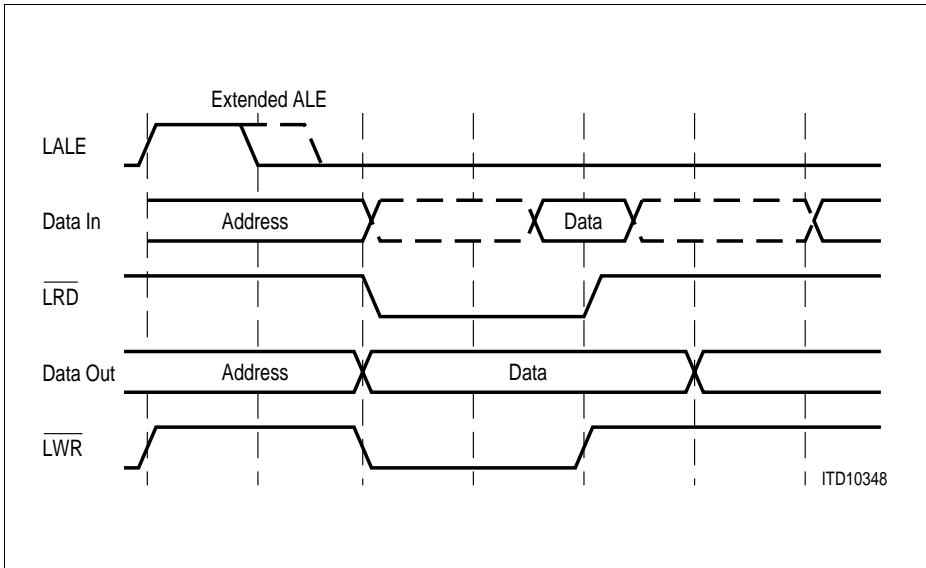 Extended ALE
LALE
Data In
Address
Data
LRD
Data Out
Address
Data
LWR
ITD10348